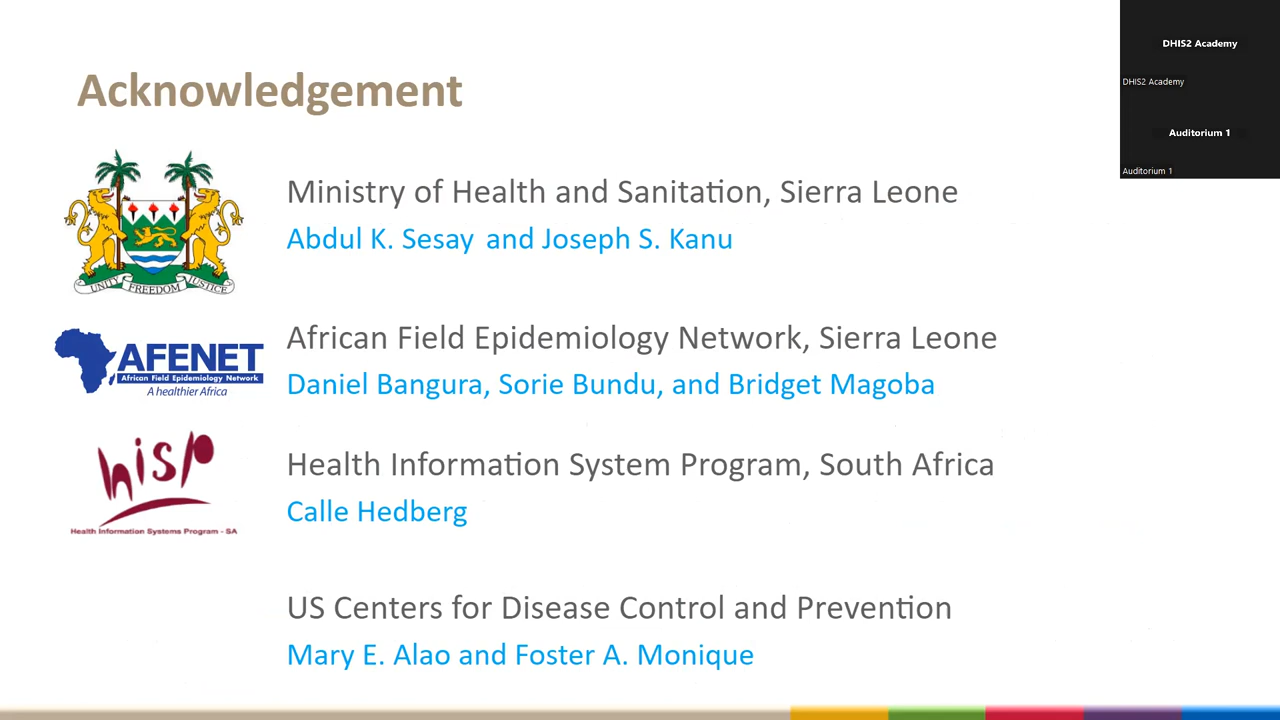 DHIS2 Academy
DHIS2 Academy
Auditorium 1
Auditorium 1
Acknowledgement
UNITY FREEDOM JUSTICE
Ministry of Health and Sanitation, Sierra Leone
Abdul K. Sesay and Joseph S. Kanu
AFENET
African Field Epidemiology Network
A healthier Africa
African Field Epidemiology Network, Sierra Leone
Daniel Bangura, Sorie Bundu, and Bridget Magoba
hisp
Health Information Systems Program - SA
Health Information System Program, South Africa
Calle Hedberg
US Centers for Disease Control and Prevention
Mary E. Alao and Foster A. Monique